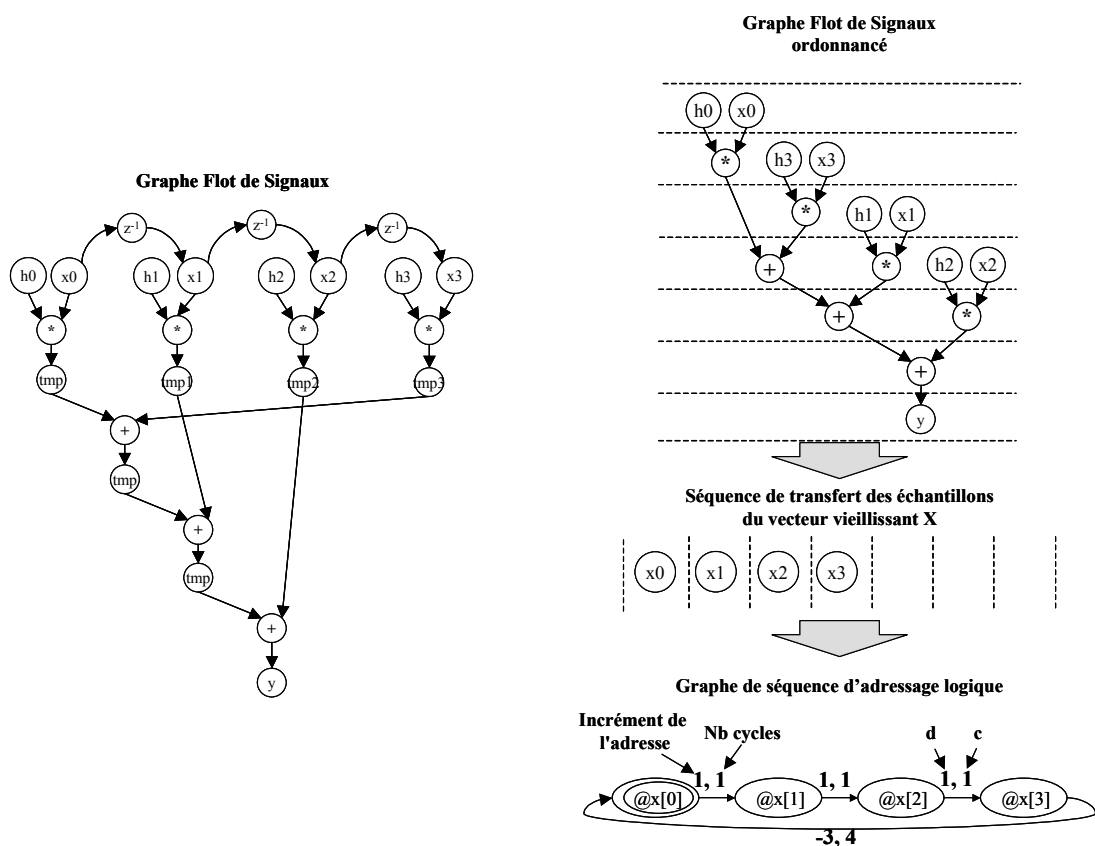 Graphe Flot de Signaux
z-1 z-1 z-1
h0 x0 h1 x1 h2 x2 h3 x3
* * * *
tmp tmp1 tmp2 tmp3
+
tmp
+
tmp
+
y
Graphe Flot de Signaux
ordonnancé
h0 x0
* h3 x3
* h1 x1
+ * h2 x2
+ *
+
y
Séquence de transfert des échantillons
du vecteur vieillissant X
x0 x1 x2 x3
Graphe de séquence d'adressage logique
Incrément de
l'adresse
Nb cycles
d c
1, 1 1, 1 1, 1
@x[0] @x[1] @x[2] @x[3]
-3, 4